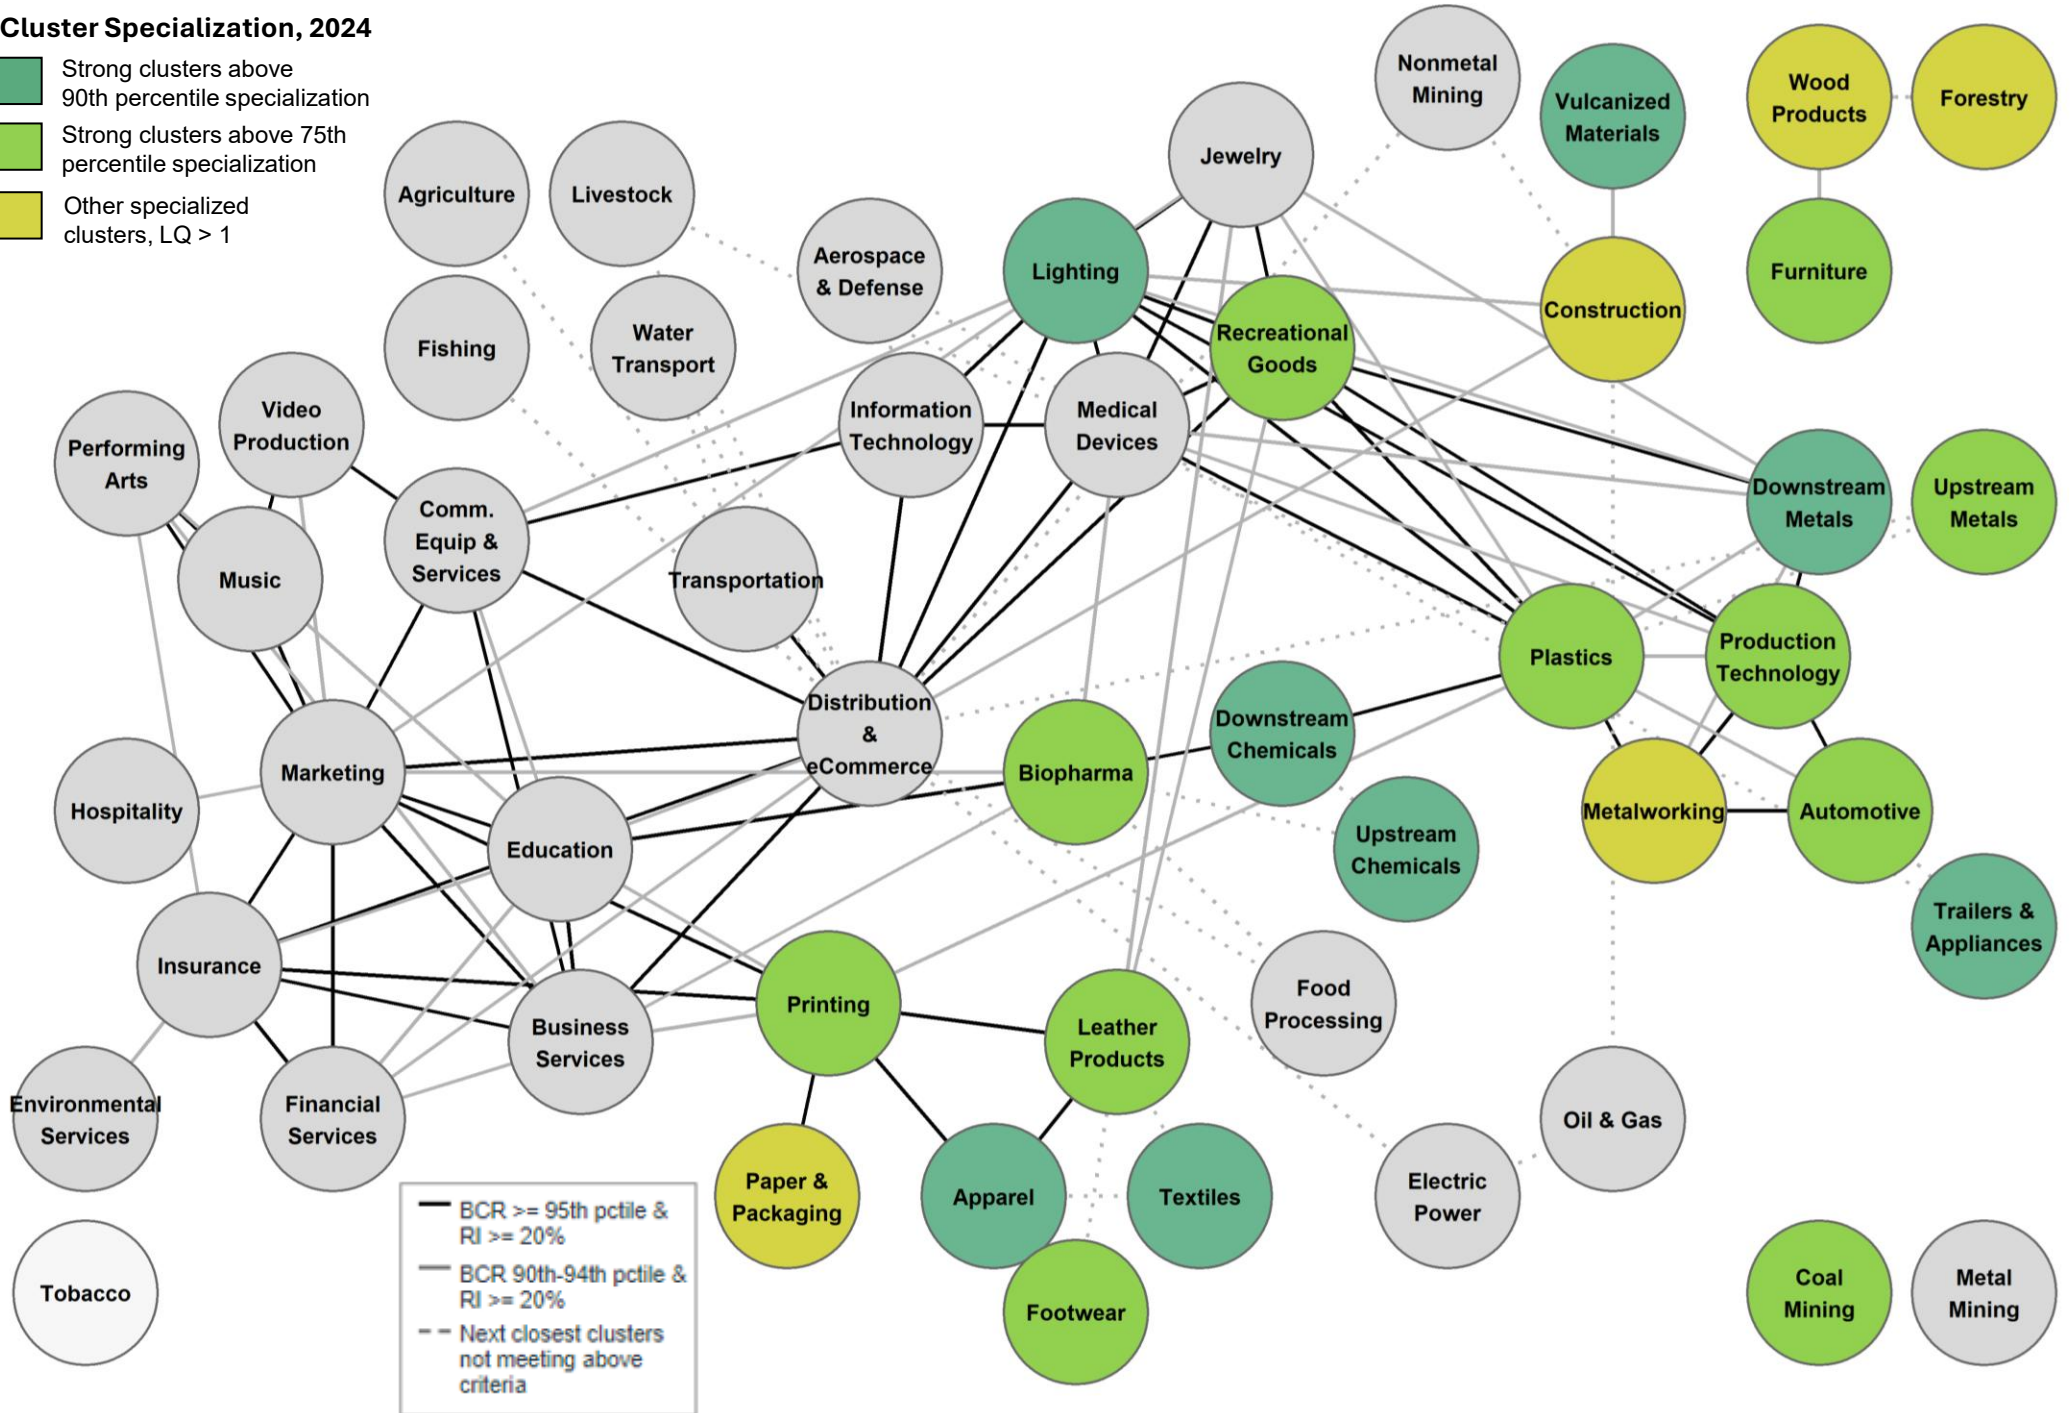 Cluster Specialization, 2024
Strong clusters above
90th percentile specialization
Strong clusters above 75th
percentile specialization
Other specialized
clusters, LQ > 1
Nonmetal
Mining
Vulcanized
Materials
Wood
Products
Forestry
Jewelry
Agriculture
Livestock
Aerospace
& Defense
Lighting
Furniture
Construction
Recreational
Goods
Fishing
Water
Transport
Video
Production
Information
Technology
Medical
Devices
Performing
Arts
Downstream
Metals
Upstream
Metals
Comm.
Equip &
Services
Music
Transportation
Plastics
Production
Technology
Distribution
&
eCommerce
Downstream
Chemicals
Marketing
Biopharma
Hospitality
Metalworking
Automotive
Education
Upstream
Chemicals
Trailers &
Appliances
Insurance
Printing
Food
Processing
Business
Services
Leather
Products
Environmental
Services
Financial
Services
Oil & Gas
Paper &
Packaging
Apparel
Textiles
Electric
Power
BCR >= 95th pctile &
RI >= 20%
BCR 90th-94th pctile &
RI >= 20%
Next closest clusters
not meeting above
criteria
Tobacco
Footwear
Coal
Mining
Metal
Mining